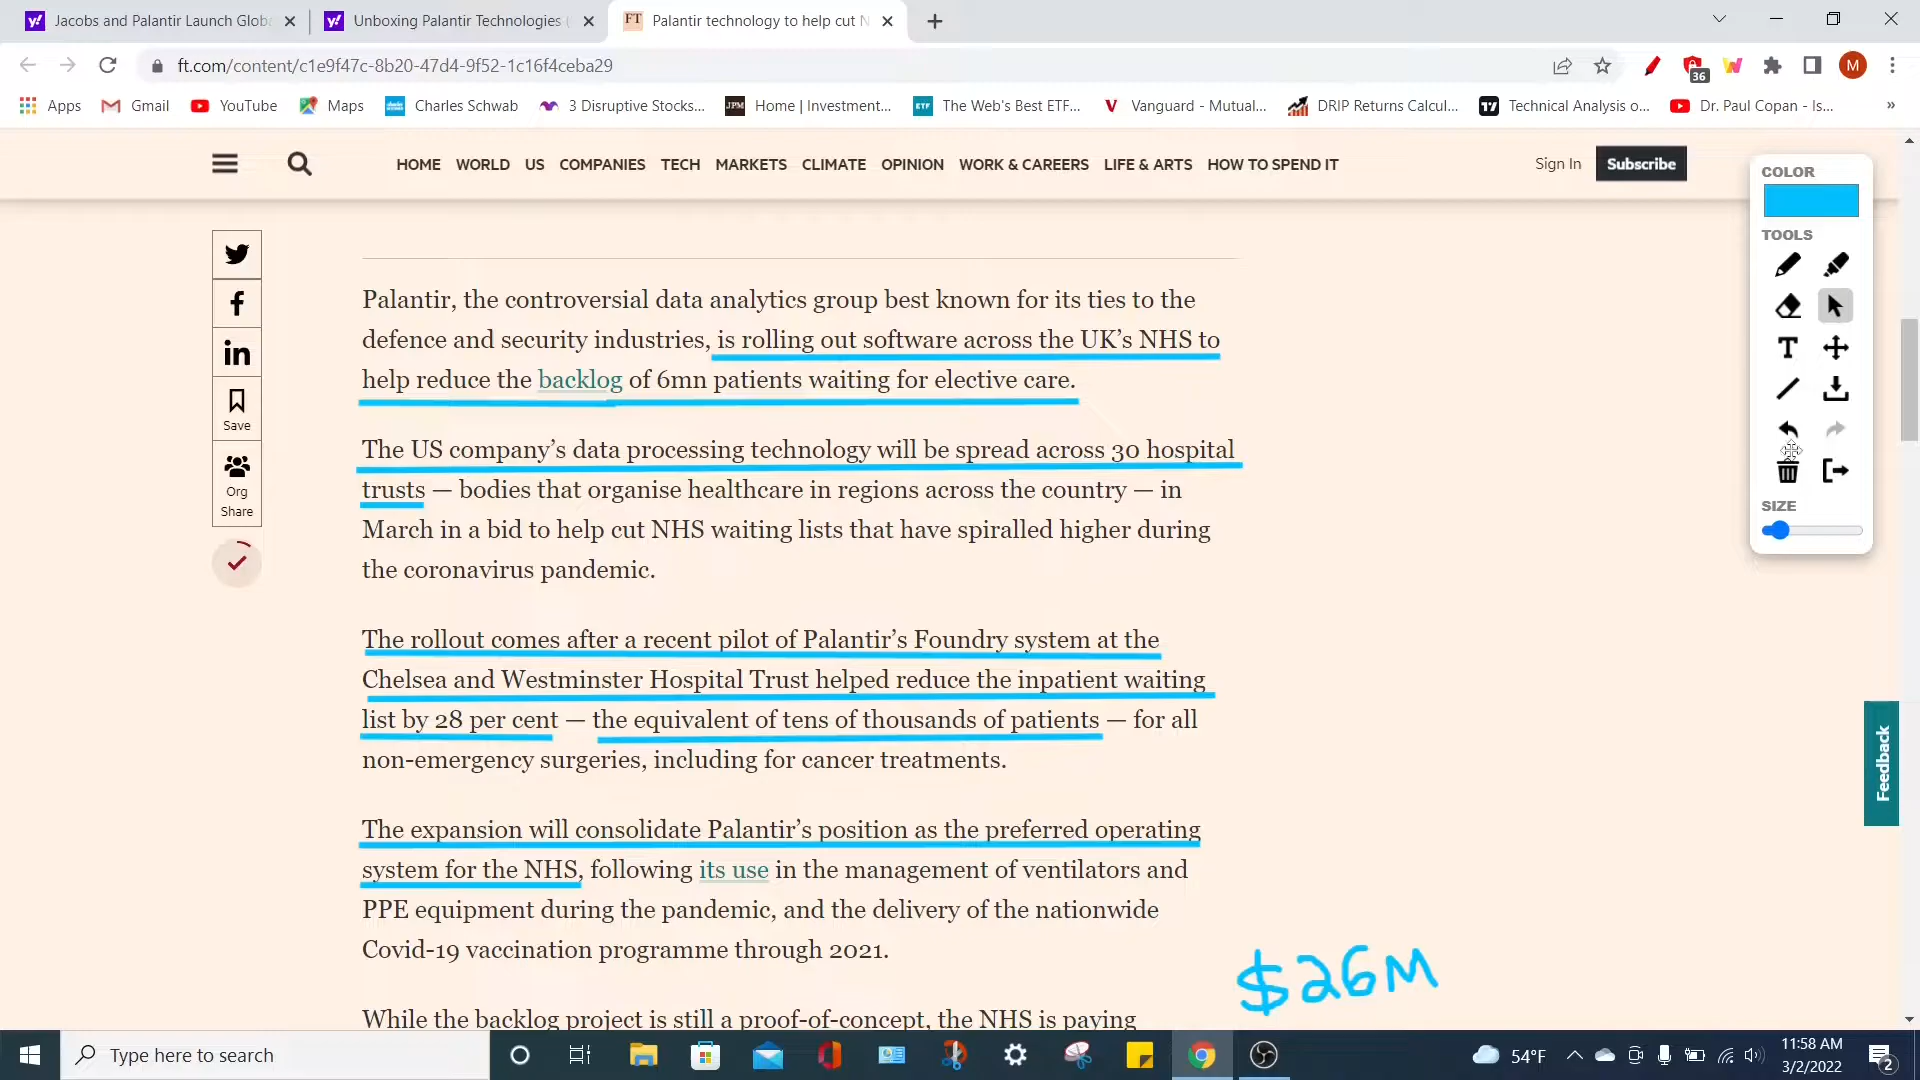 Jacobs and Palantir Launch Globa
Unboxing Palantir Technologies (
FT
Palantir technology to help cut N
ft.com/content/c1e9f47c-8b20-47d4-9f52-1c16f4ceba29
36
M
Apps
Gmail
YouTube
Maps
Charles Schwab
3 Disruptive Stocks...
JPM
Home | Investment...
ETF
The Web's Best ETF...
Vanguard - Mutual...
DRIP Returns Calcul...
Technical Analysis o...
Dr. Paul Copan - Is...
»
HOME WORLD US COMPANIES TECH MARKETS CLIMATE OPINION WORK & CAREERS LIFE & ARTS HOW TO SPEND IT
Sign In
Subscribe
Save
Org
Share
Palantir, the controversial data analytics group best known for its ties to the
defence and security industries, is rolling out software across the UK’s NHS to
help reduce the backlog of 6mn patients waiting for elective care.
The US company’s data processing technology will be spread across 30 hospital
trusts — bodies that organise healthcare in regions across the country — in
March in a bid to help cut NHS waiting lists that have spiralled higher during
the coronavirus pandemic.
The rollout comes after a recent pilot of Palantir’s Foundry system at the
Chelsea and Westminster Hospital Trust helped reduce the inpatient waiting
list by 28 per cent — the equivalent of tens of thousands of patients — for all
non-emergency surgeries, including for cancer treatments.
The expansion will consolidate Palantir’s position as the preferred operating
system for the NHS, following its use in the management of ventilators and
PPE equipment during the pandemic, and the delivery of the nationwide
Covid-19 vaccination programme through 2021.
$26M
While the backlog project is still a proof-of-concept, the NHS is paying
COLOR
TOOLS
SIZE
Feedback
Type here to search
54°F
11:58 AM
3/2/2022
2